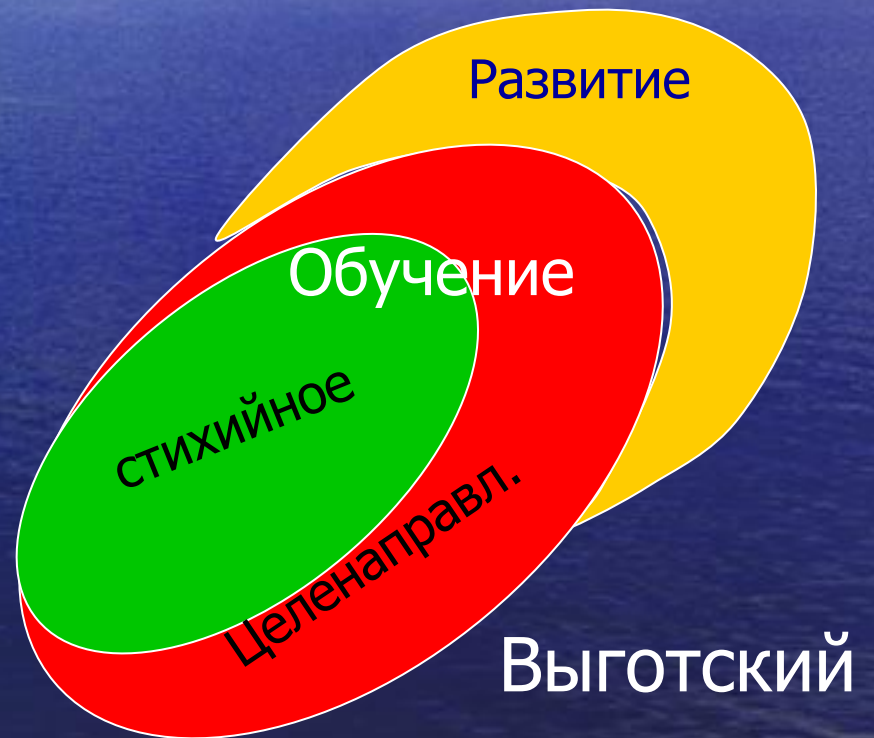 Развитие
Обучение
стихийное
Целенаправл.
Выготский